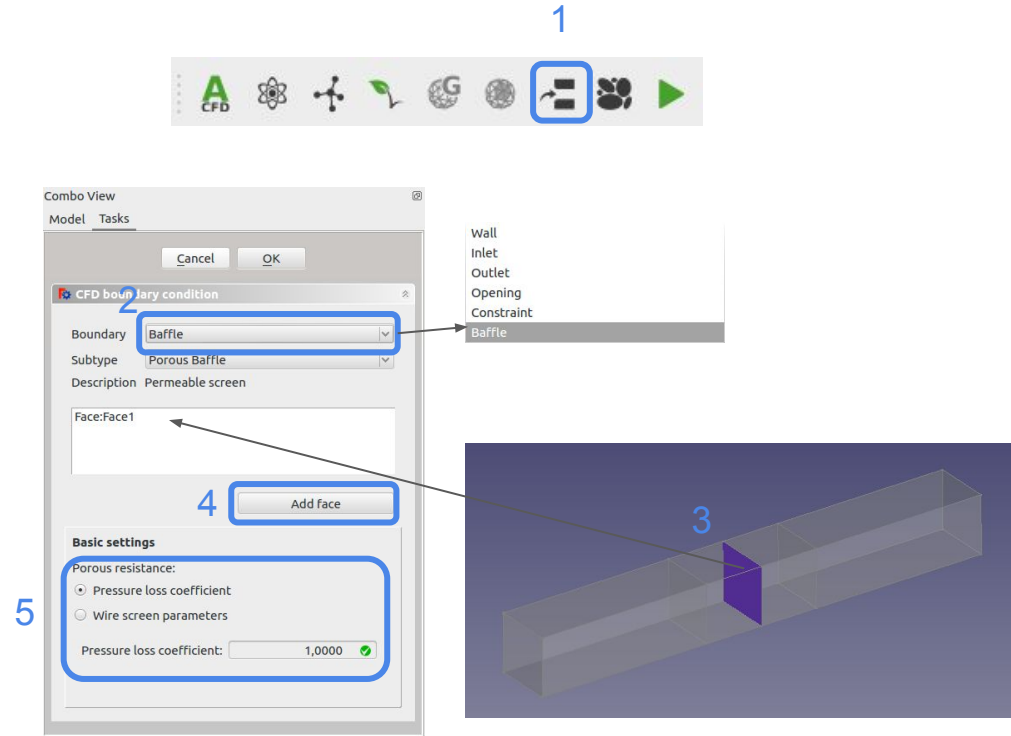 1
A
CFD
G
Combo View
Model Tasks
Cancel OK
CFD boundary condition
2
Boundary Baffle
Subtype Porous Baffle
Description Permeable screen
Face:Face1
4 Add face
Basic settings
Porous resistance:
Pressure loss coefficient
Wire screen parameters
5
Pressure loss coefficient: 1,0000
Wall
Inlet
Outlet
Opening
Constraint
Baffle
3